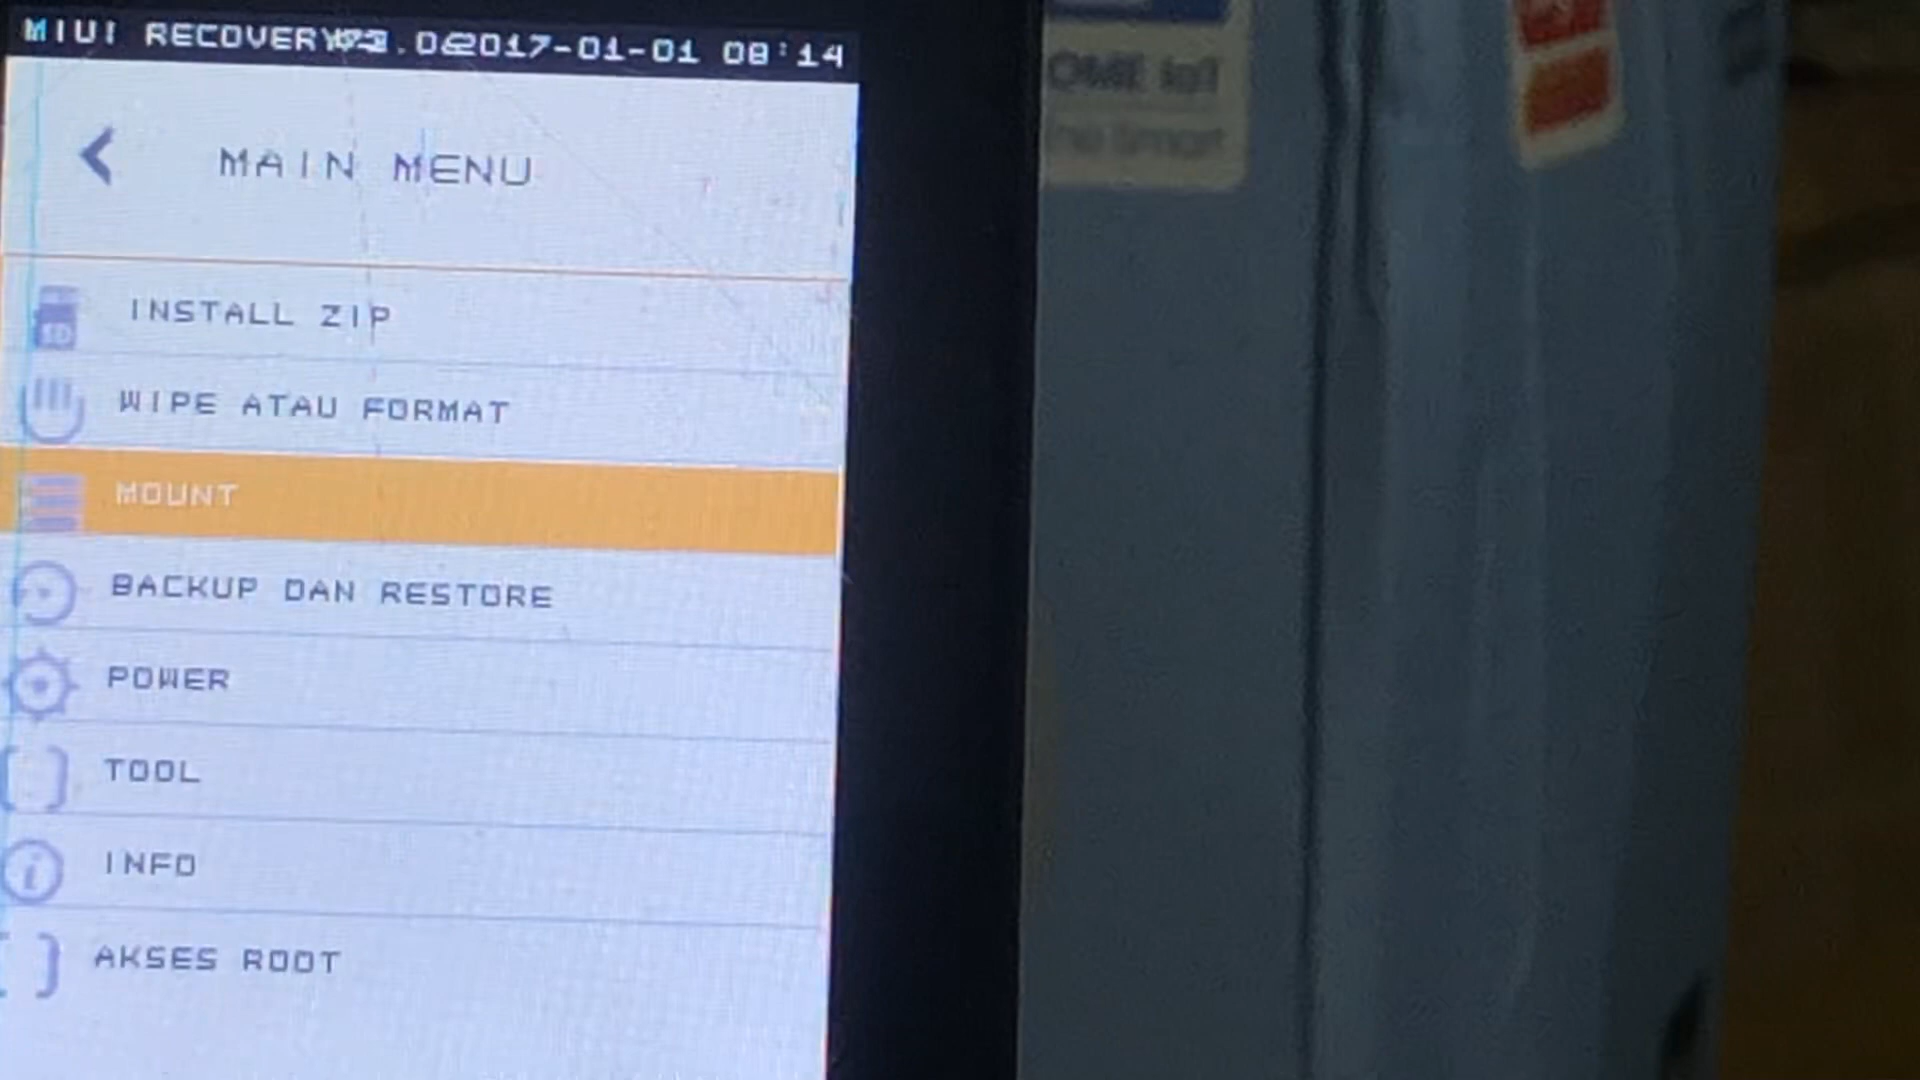 MIUI RECOVERY 2017-01-01 08:14
MAIN MENU
INSTALL ZIP
WIPE ATAU FORMAT
MOUNT
BACKUP DAN RESTORE
POWER
TOOL
INFO
AKSES ROOT